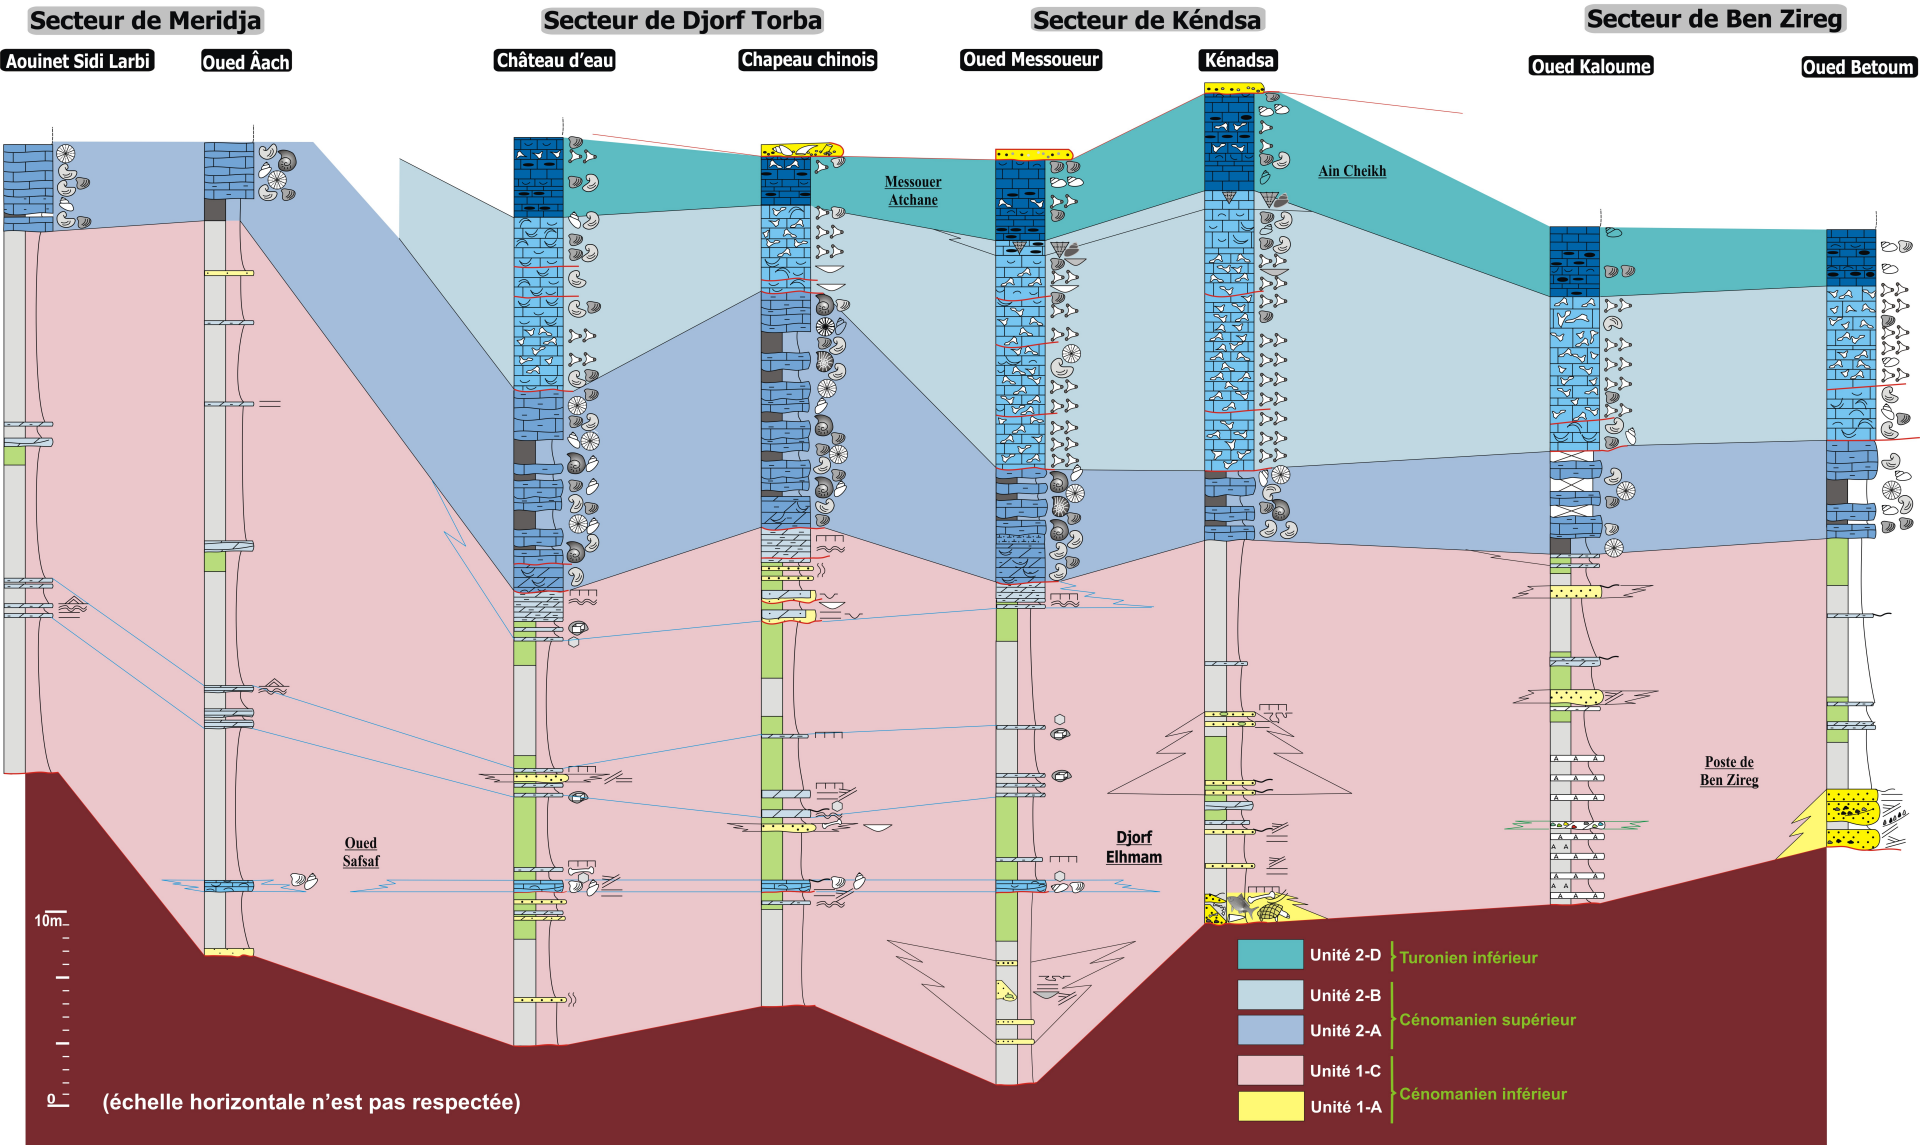 Secteur de Meridja
Secteur de Djorf Torba
Secteur de Kéndsa
Secteur de Ben Zireg
Aouinet Sidi Larbi
Oued Âach
Château d'eau
Chapeau chinois
Oued Messoueur
Kénadsa
Oued Kaloume
Oued Betoum
Messouer
Atchane
Ain Cheikh
Oued
Safsaf
Djorf
Elhmam
Poste de
Ben Zireg
10m
0
(échelle horizontale n'est pas respectée)
Unité 2-D
Turonien inférieur
Unité 2-B
Cénomanien supérieur
Unité 2-A
Unité 1-C
Cénomanien inférieur
Unité 1-A
A A A
A A A
A A A
A A A
A A
A A A
A A A
A A
A A A